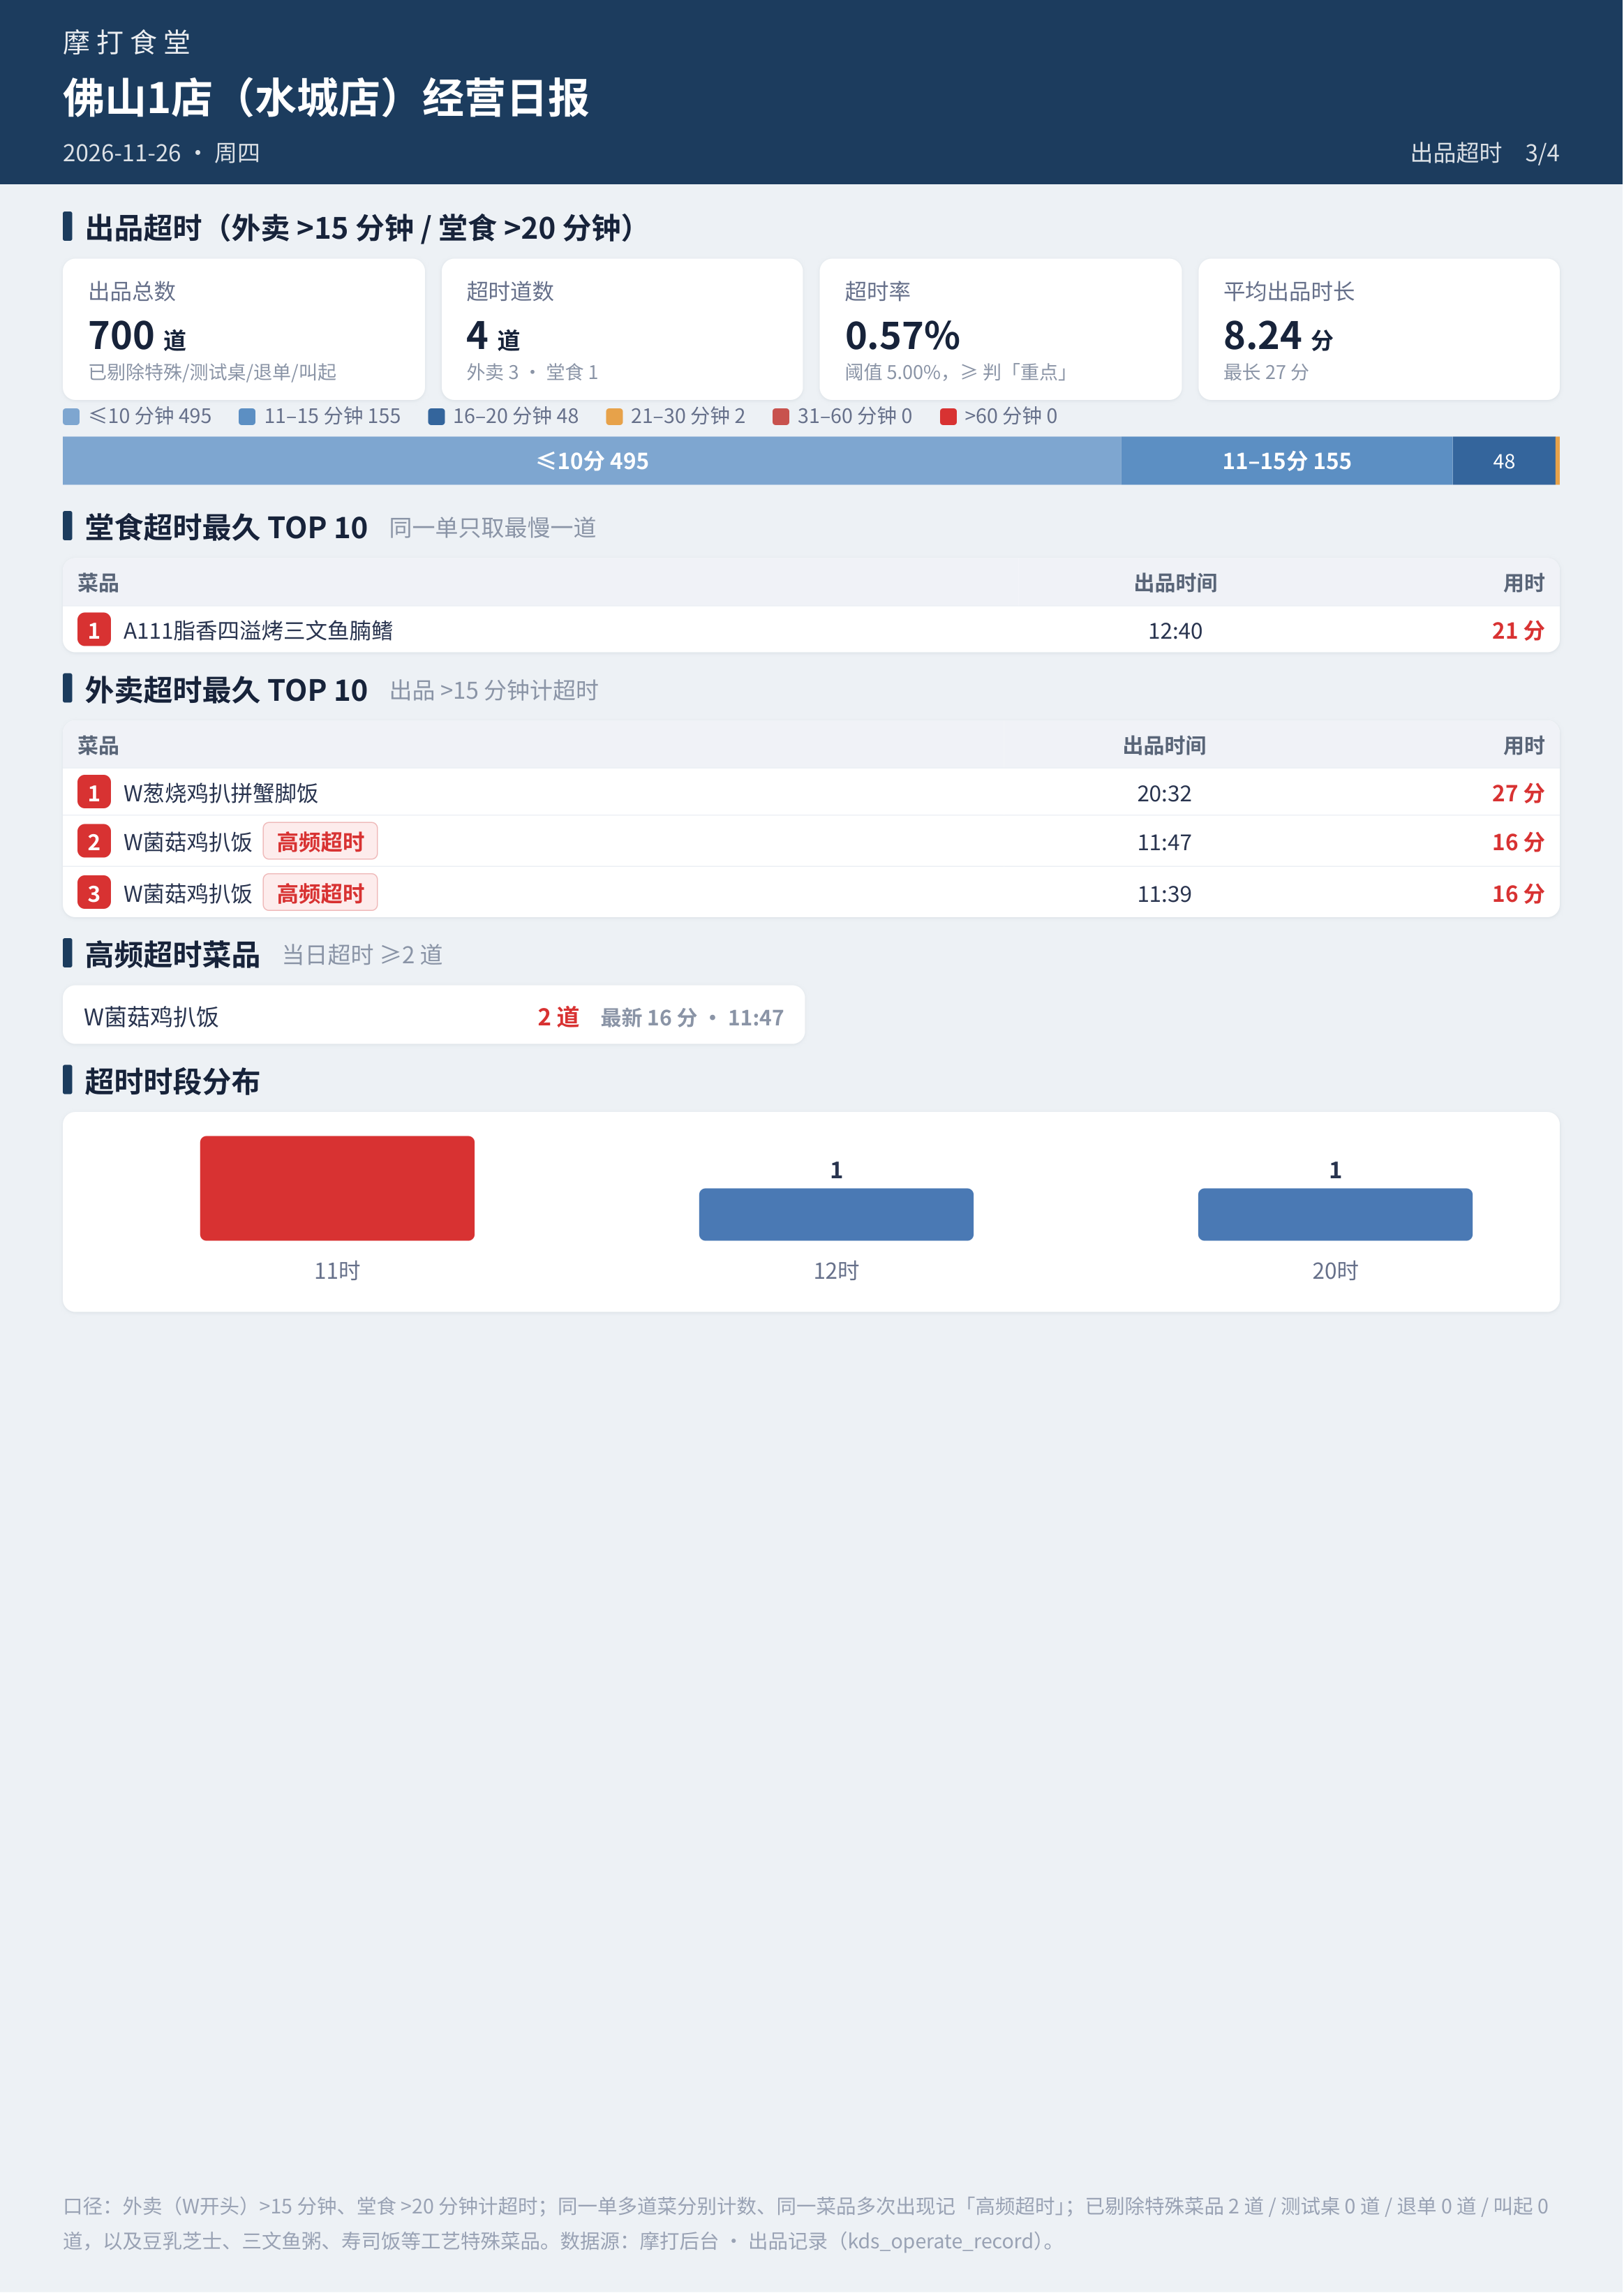 摩打食堂
佛山1店（水城店）经营日报
2026-11-26 · 周四
出品超时 3/4
出品超时（外卖 >15 分钟 / 堂食 >20 分钟）
出品总数
700 道
已剔除特殊/测试桌/退单/叫起
超时道数
4 道
外卖 3 · 堂食 1
超时率
0.57%
阈值 5.00%，≥ 判「重点」
平均出品时长
8.24 分
最长 27 分
≤10 分钟 495 11–15 分钟 155 16–20 分钟 48 21–30 分钟 2 31–60 分钟 0 >60 分钟 0
≤10分 495 11–15分 155 48
堂食超时最久 TOP 10 同一单只取最慢一道
菜品 出品时间 用时
1 A111脂香四溢烤三文鱼腩鳍 12:40 21 分
外卖超时最久 TOP 10 出品 >15 分钟计超时
菜品 出品时间 用时
1 W葱烧鸡扒拼蟹脚饭 20:32 27 分
2 W菌菇鸡扒饭 高频超时 11:47 16 分
3 W菌菇鸡扒饭 高频超时 11:39 16 分
高频超时菜品 当日超时 ≥2 道
W菌菇鸡扒饭 2 道 最新 16 分 · 11:47
超时时段分布
1 1
11时 12时 20时
口径：外卖（W开头）>15 分钟、堂食 >20 分钟计超时；同一单多道菜分别计数、同一菜品多次出现记「高频超时」；已剔除特殊菜品 2 道 / 测试桌 0 道 / 退单 0 道 / 叫起 0
道，以及豆乳芝士、三文鱼粥、寿司饭等工艺特殊菜品。数据源：摩打后台 · 出品记录（kds_operate_record）。